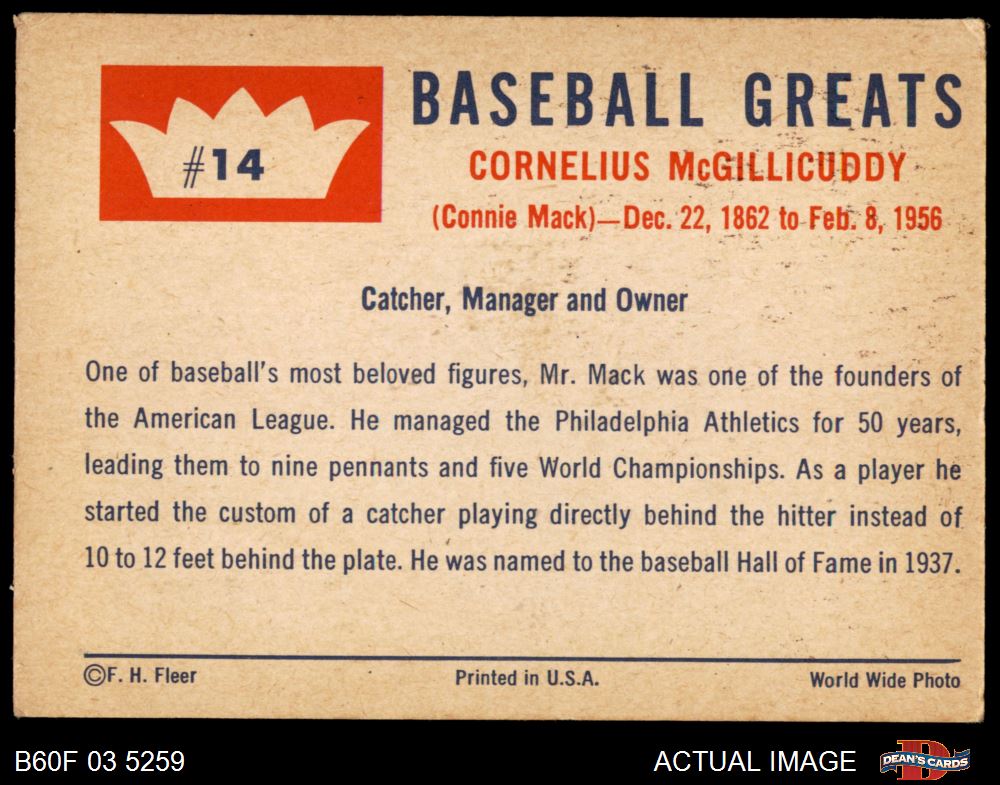 #14
BASEBALL GREATS
CORNELIUS McGILLICUDDY
(Connie Mack)—Dec. 22, 1862 to Feb. 8, 1956
Catcher, Manager and Owner
One of baseball's most beloved figures, Mr. Mack was one of the founders of
the American League. He managed the Philadelphia Athletics for 50 years,
leading them to nine pennants and five World Championships. As a player he
started the custom of a catcher playing directly behind the hitter instead of
10 to 12 feet behind the plate. He was named to the baseball Hall of Fame in 1937.
©F. H. Fleer Printed in U.S.A. World Wide Photo
B60F 03 5259 ACTUAL IMAGE DEAN'S CARDS